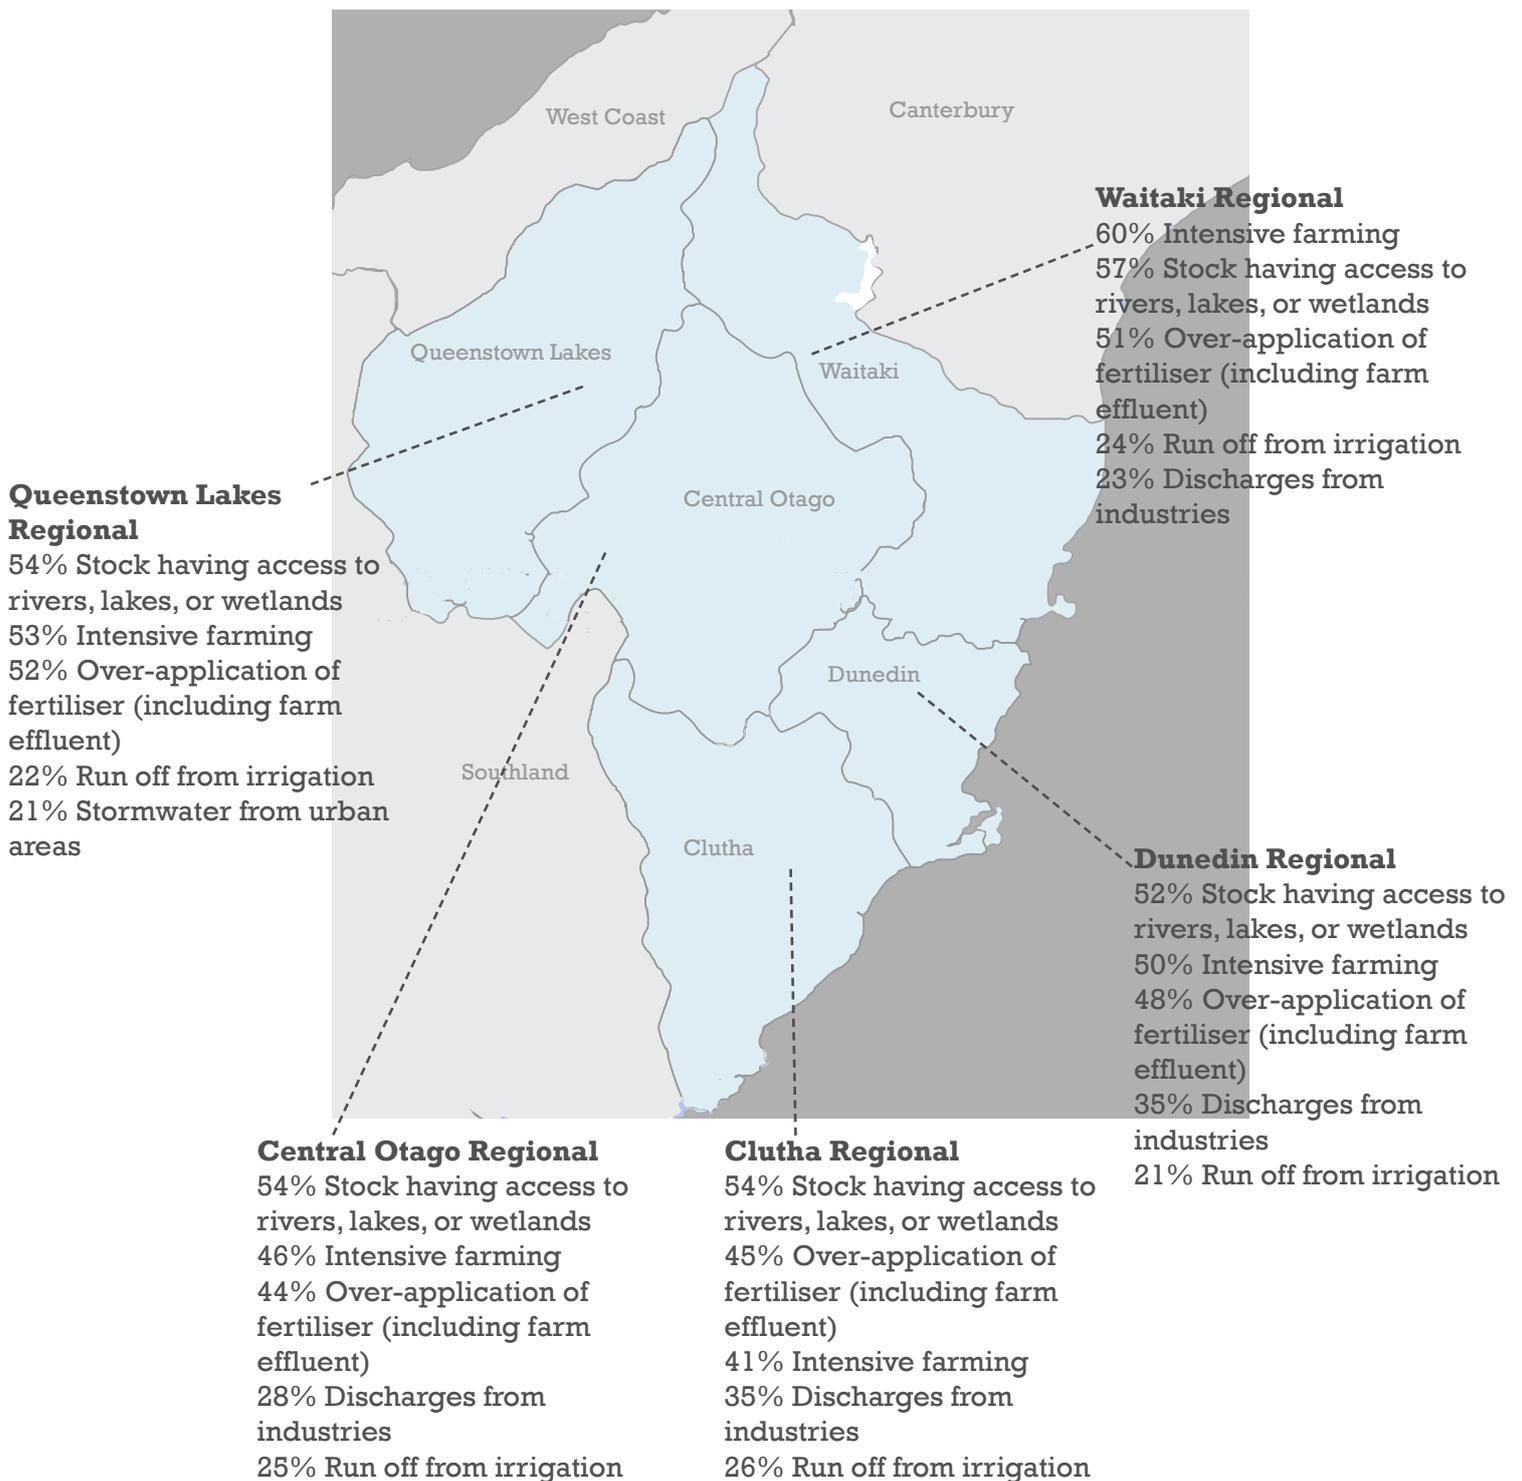 West Coast
Canterbury
Waitaki Regional
60% Intensive farming
57% Stock having access to
rivers, lakes, or wetlands
51% Over-application of
fertiliser (including farm
effluent)
24% Run off from irrigation
23% Discharges from
industries
Queenstown Lakes
Waitaki
Central Otago
Queenstown Lakes
Regional
54% Stock having access to
rivers, lakes, or wetlands
53% Intensive farming
52% Over-application of
fertiliser (including farm
effluent)
22% Run off from irrigation
21% Stormwater from urban
areas
Dunedin
Southland
Clutha
Dunedin Regional
52% Stock having access to
rivers, lakes, or wetlands
50% Intensive farming
48% Over-application of
fertiliser (including farm
effluent)
35% Discharges from
industries
21% Run off from irrigation
Central Otago Regional
54% Stock having access to
rivers, lakes, or wetlands
46% Intensive farming
44% Over-application of
fertiliser (including farm
effluent)
28% Discharges from
industries
25% Run off from irrigation
Clutha Regional
54% Stock having access to
rivers, lakes, or wetlands
45% Over-application of
fertiliser (including farm
effluent)
41% Intensive farming
35% Discharges from
industries
26% Run off from irrigation